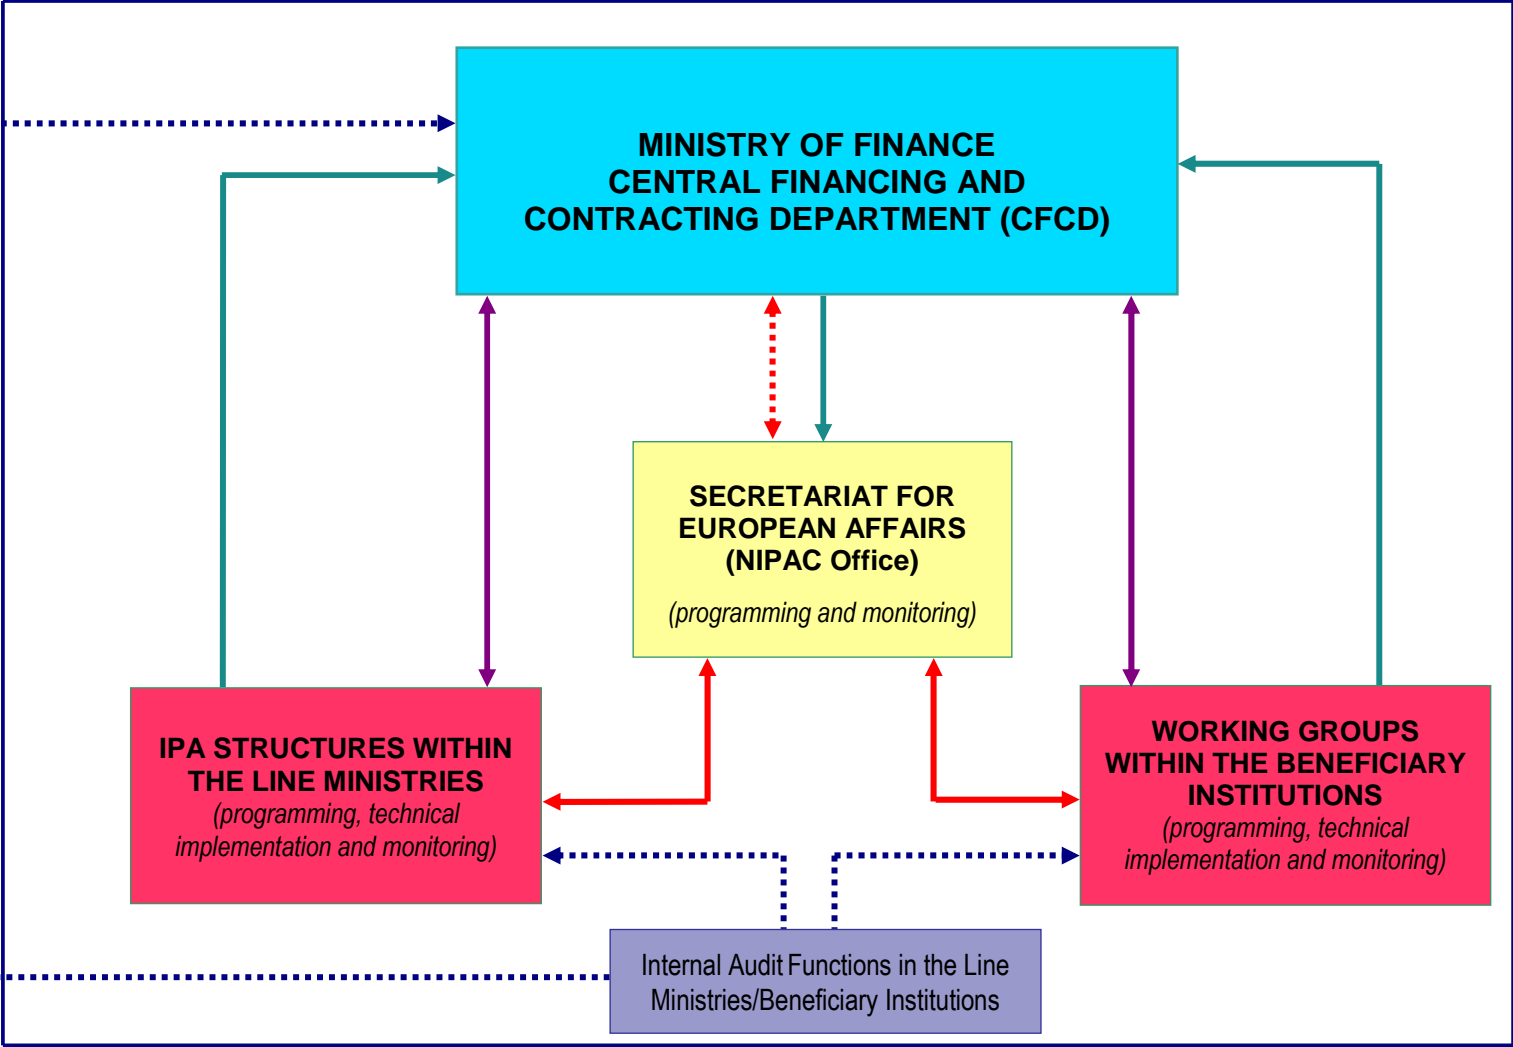 MINISTRY OF FINANCE
CENTRAL FINANCING AND
CONTRACTING DEPARTMENT (CFCD)
SECRETARIAT FOR
EUROPEAN AFFAIRS
(NIPAC Office)
(programming and monitoring)
IPA STRUCTURES WITHIN
THE LINE MINISTRIES
(programming, technical
implementation and monitoring)
WORKING GROUPS
WITHIN THE BENEFICIARY
INSTITUTIONS
(programming, technical
implementation and monitoring)
Internal Audit Functions in the Line
Ministries/Beneficiary Institutions